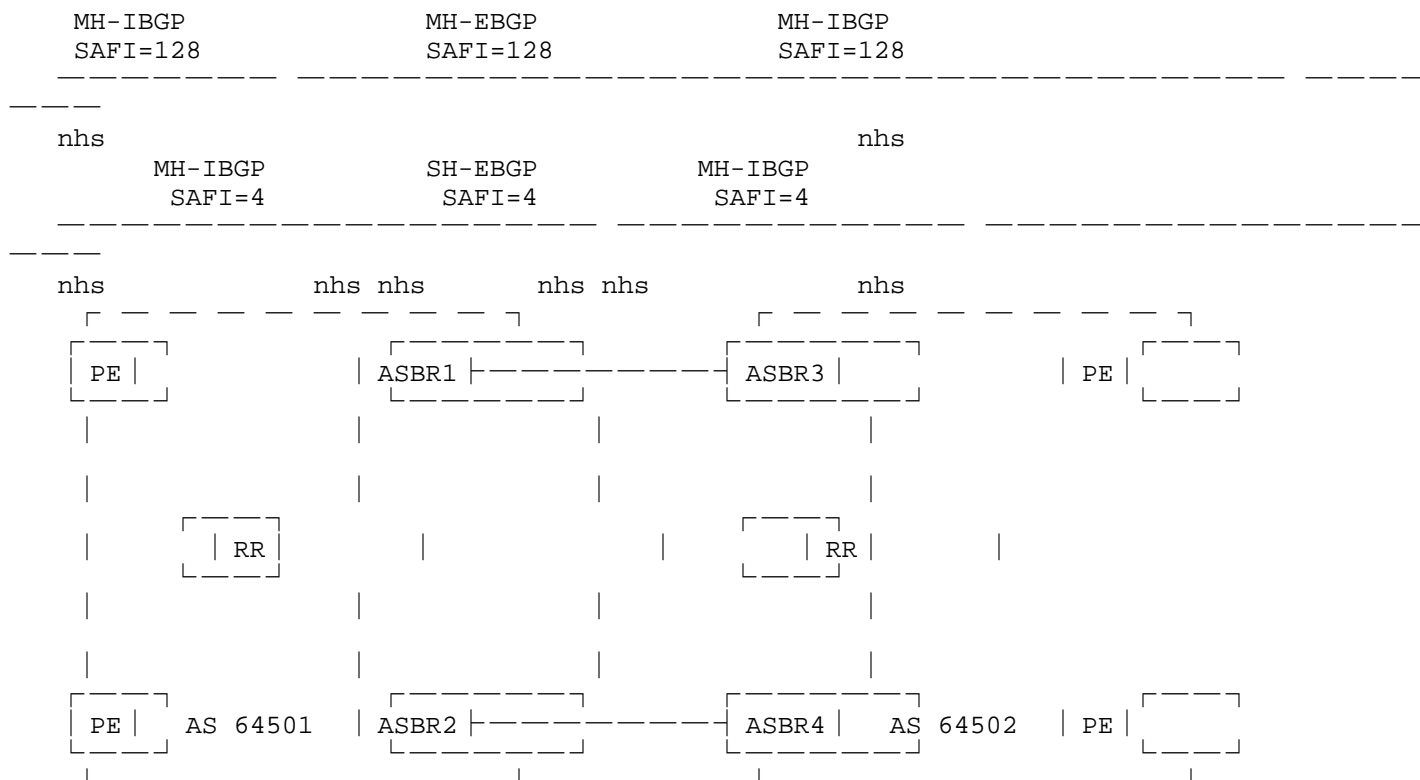 MH-IBGP MH-EBGP MH-IBGP
SAFI=128 SAFI=128 SAFI=128
nhs nhs
MH-IBGP SH-EBGP MH-IBGP
SAFI=4 SAFI=4 SAFI=4
nhs nhs nhs nhs nhs nhs
PE ASBR1 ASBR3 PE
RR RR
PE AS 64501 ASBR2 ASBR4 AS 64502 PE